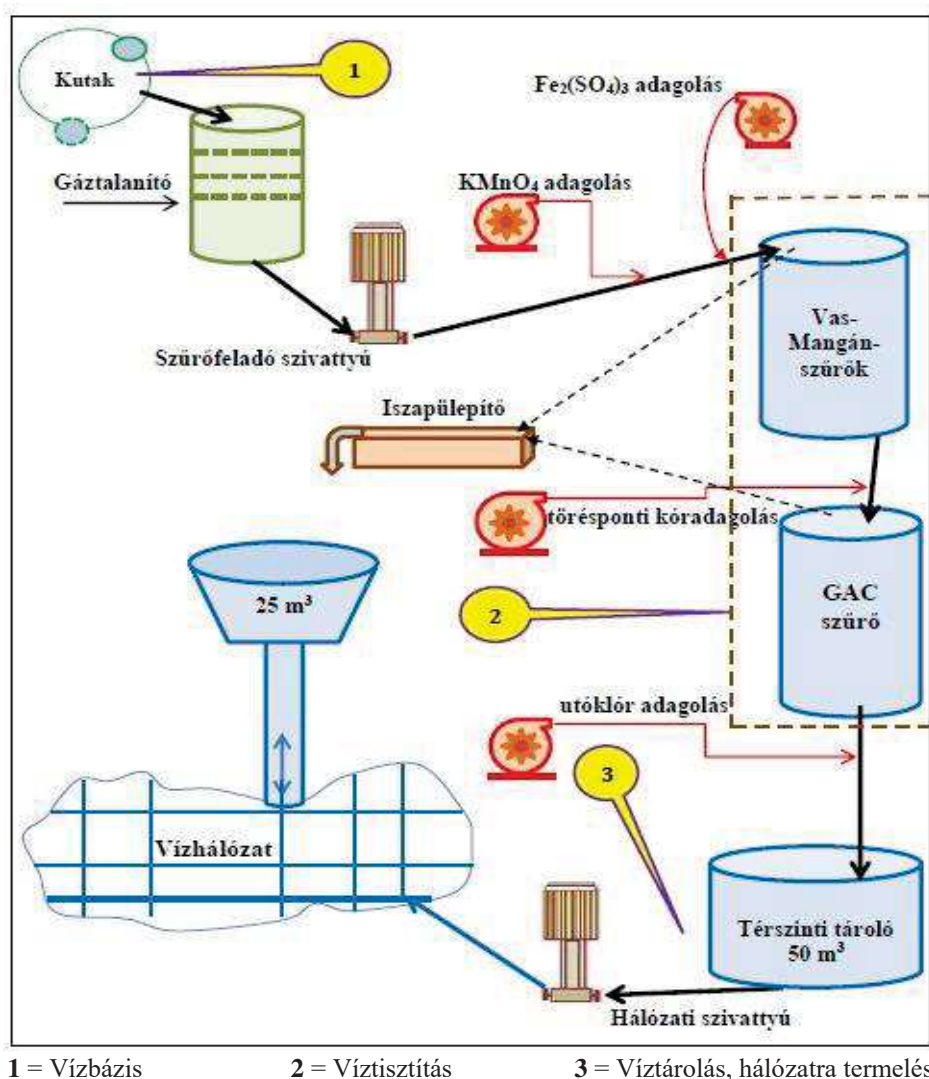 Kutak
1
Fe₂(SO₄)₃ adagolás
Gáztalanító
KMnO₄ adagolás
Szűrőfeladó szivattyú
Vas-
Mangán-
szűrők
Iszapülepítő
törésponti kóradagolás
25 m³
2
GAC
szűrő
utóklór adagolás
3
Vízhálózat
Térszinti tároló
50 m³
Hálózati szivattyú
1 = Vízbázis 2 = Víztisztítás 3 = Víztárolás, hálózatra termelés